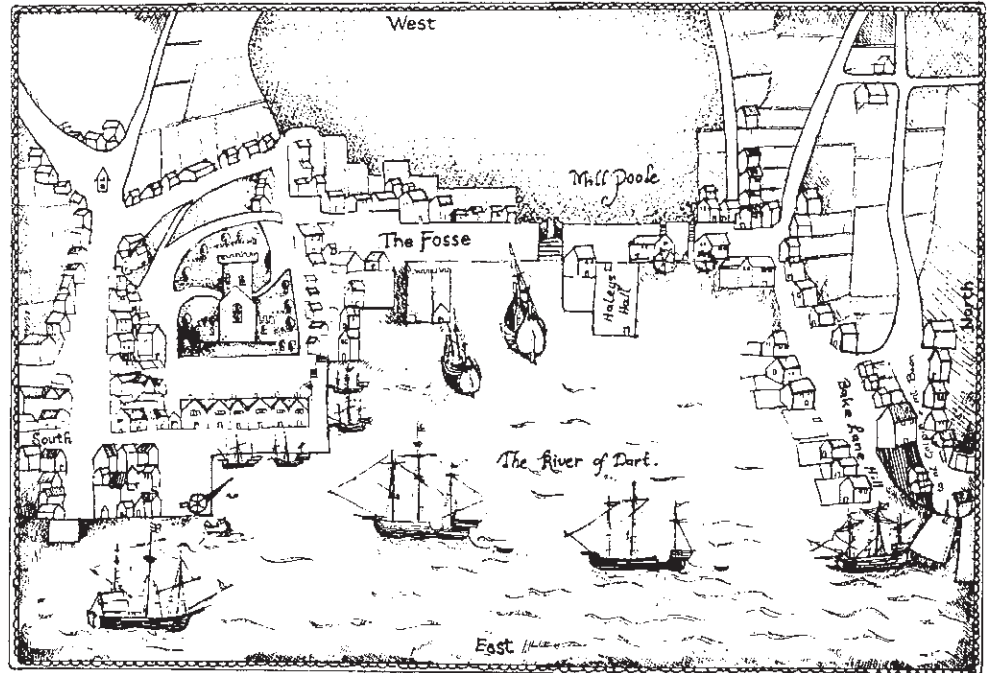 West
Mill Poole
The Fosse
Haleys
Hall
North
South
Bake Lane Hill
The River of Dart.
East